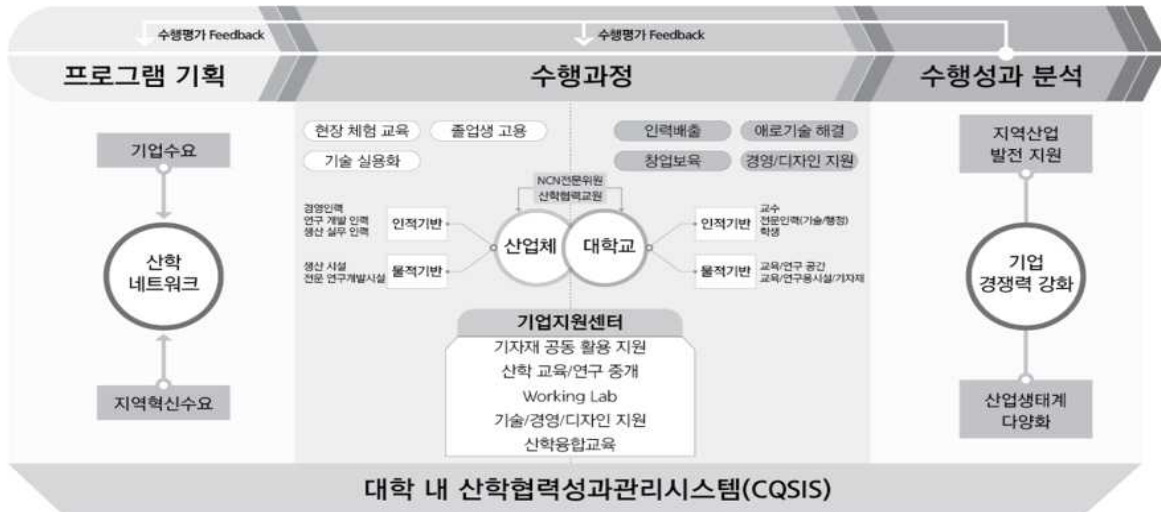 수행평가 Feedback
수행평가 Feedback
프로그램 기획
수행과정
수행성과 분석
기업수요
산학
네트워크
지역혁신수요
현장 체험 교육
졸업생 고용
기술 실용화
인력배출
애로기술 해결
창업보육
경영/디자인 지원
NCN전문위원
산학협력교원
경영인력
연구 개발 인력
생산 실무 인력
인적기반
생산 시설
전문 연구개발시설
물적기반
산업체
대학교
인적기반
교수
전문인력(기술/행정)
학생
물적기반
교육/연구 공간
교육/연구용시설/기자재
기업지원센터
기자재 공동 활용 지원
산학 교육/연구 중개
Working Lab
기술/경영/디자인 지원
산학융합교육
지역산업
발전 지원
기업
경쟁력 강화
산업생태계
다양화
대학 내 산학협력성과관리시스템(CQSIS)